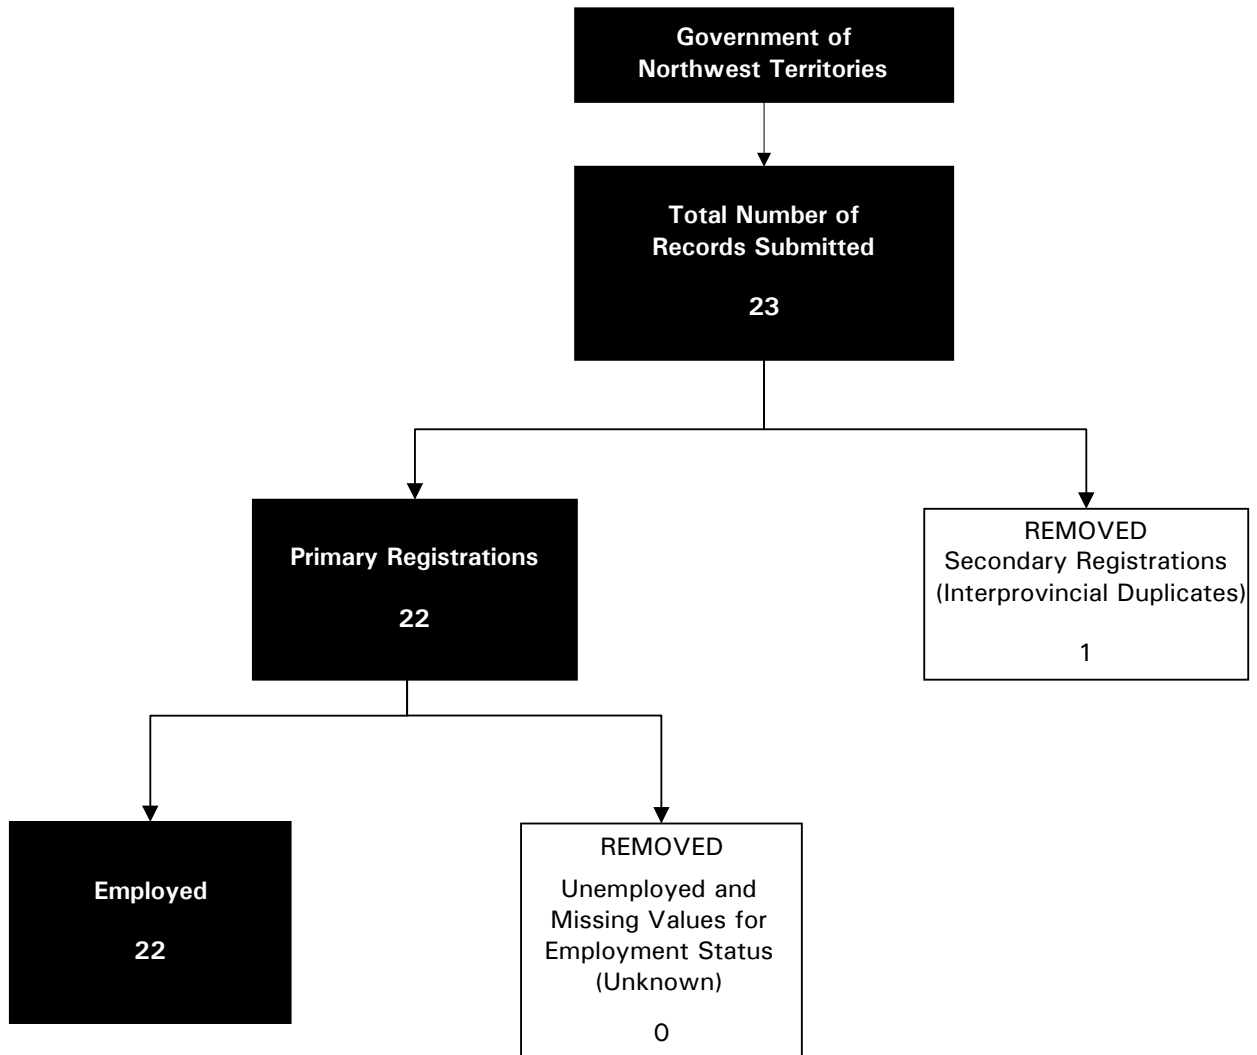 Government of
Northwest Territories
Total Number of
Records Submitted
23
Primary Registrations
22
REMOVED
Secondary Registrations
(Interprovincial Duplicates)
1
Employed
22
REMOVED
Unemployed and
Missing Values for
Employment Status
(Unknown)
0